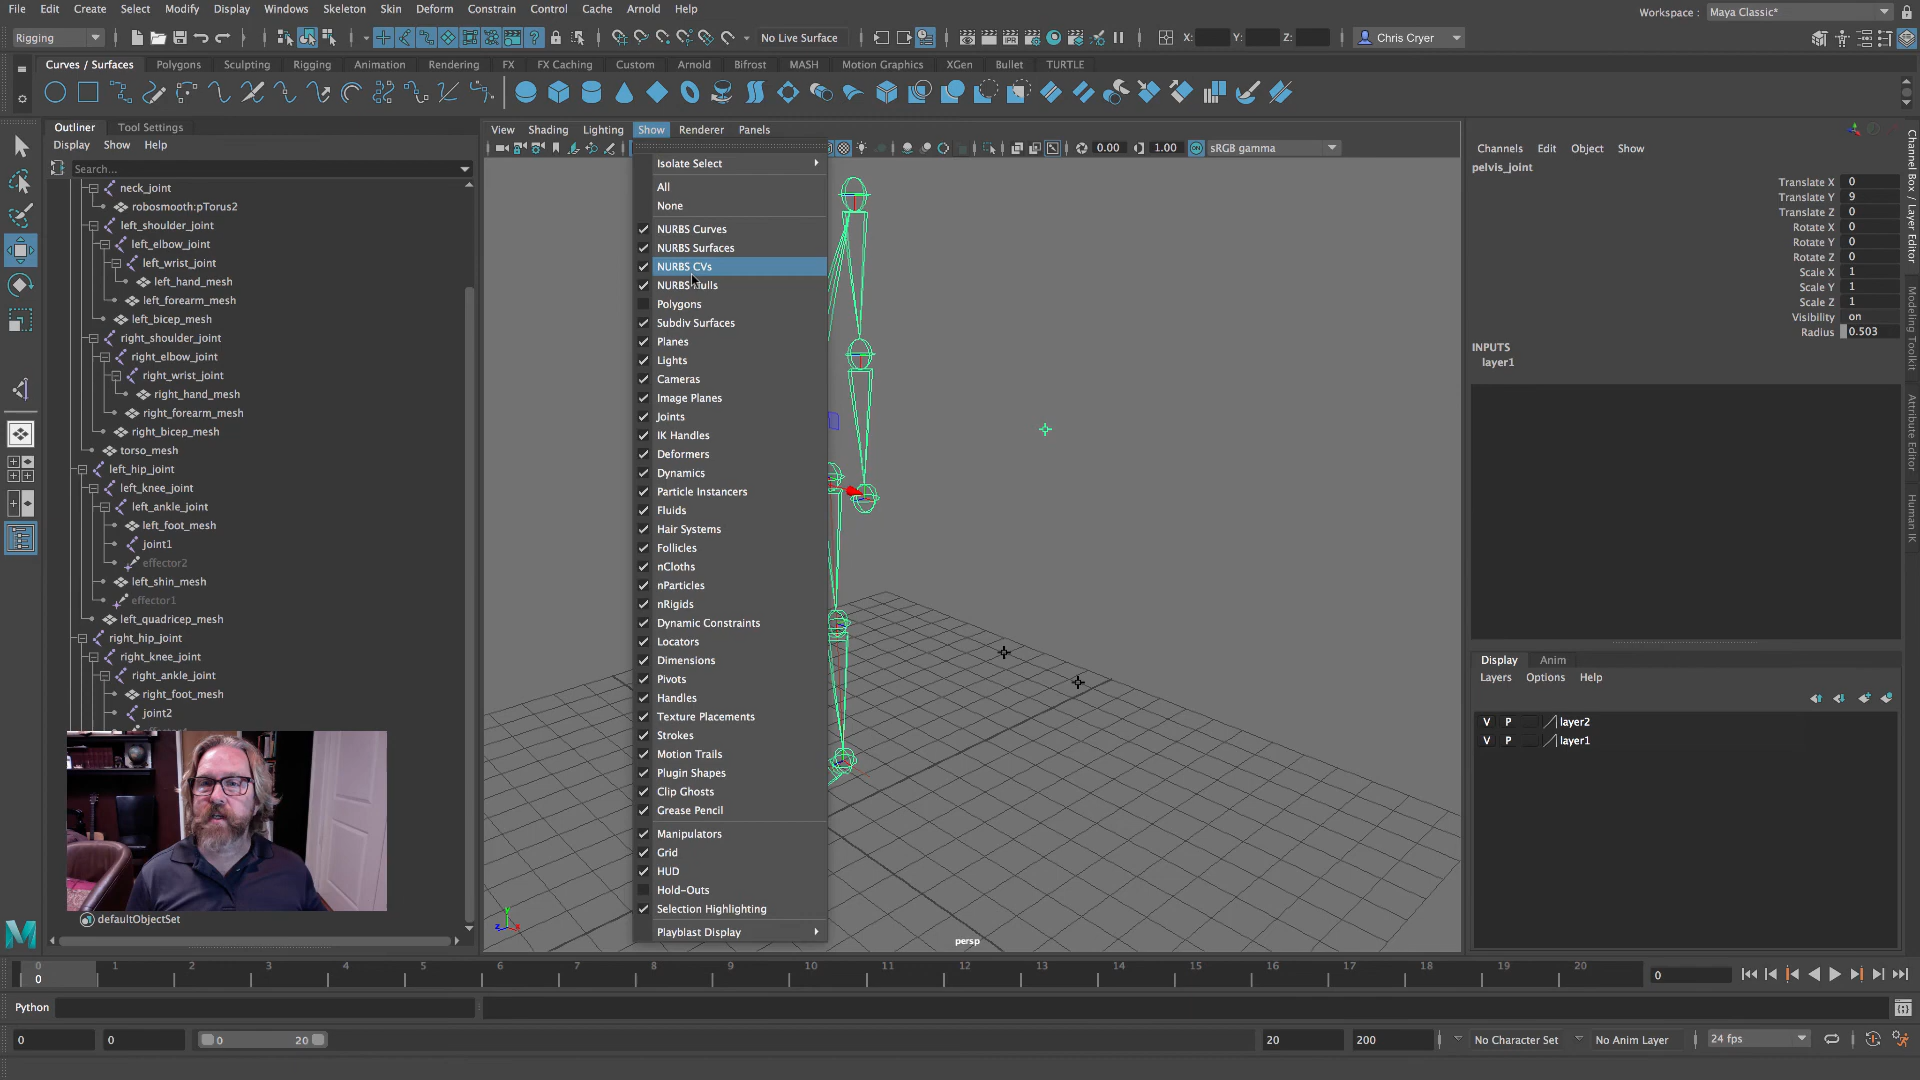 File Edit Create Select Modify Display Windows Skeleton Skin Deform Constrain Control Cache Arnold Help
Workspace : Maya Classic*
Rigging No Live Surface X: Y: Z: Chris Cryer
Curves / Surfaces Polygons Sculpting Rigging Animation Rendering FX FX Caching Custom Arnold Bifrost MASH Motion Graphics XGen Bullet TURTLE
Outliner Tool Settings
Display Show Help
Search...
neck_joint
robosmooth:pTorus2
left_shoulder_joint
left_elbow_joint
left_wrist_joint
left_hand_mesh
left_forearm_mesh
left_bicep_mesh
right_shoulder_joint
right_elbow_joint
right_wrist_joint
right_hand_mesh
right_forearm_mesh
right_bicep_mesh
torso_mesh
left_hip_joint
left_knee_joint
left_ankle_joint
left_foot_mesh
joint1
effector2
left_shin_mesh
effector1
left_quadricep_mesh
right_hip_joint
right_knee_joint
right_ankle_joint
right_foot_mesh
joint2
defaultObjectSet
View Shading Lighting Show Renderer Panels
0.00 1.00 sRGB gamma
Isolate Select
All
None
NURBS Curves
NURBS Surfaces
NURBS CVs
NURBS Hulls
Polygons
Subdiv Surfaces
Planes
Lights
Cameras
Image Planes
Joints
IK Handles
Deformers
Dynamics
Particle Instancers
Fluids
Hair Systems
Follicles
nCloths
nParticles
nRigids
Dynamic Constraints
Locators
Dimensions
Pivots
Handles
Texture Placements
Strokes
Motion Trails
Plugin Shapes
Clip Ghosts
Grease Pencil
Manipulators
Grid
HUD
Hold-Outs
Selection Highlighting
Playblast Display
y
z x
persp
Channels Edit Object Show
pelvis_joint
Translate X 0
Translate Y 9
Translate Z 0
Rotate X 0
Rotate Y 0
Rotate Z 0
Scale X 1
Scale Y 1
Scale Z 1
Visibility on
Radius 0.503
INPUTS
layer1
Channel Box / Layer Editor
Modeling Toolkit
Attribute Editor
Human IK
Display Anim
Layers Options Help
V P layer2
V P layer1
0 1 2 3 4 5 6 7 8 9 10 11 12 13 14 15 16 17 18 19 20
0 0
Python
0 0 0 20 20 200 No Character Set No Anim Layer 24 fps